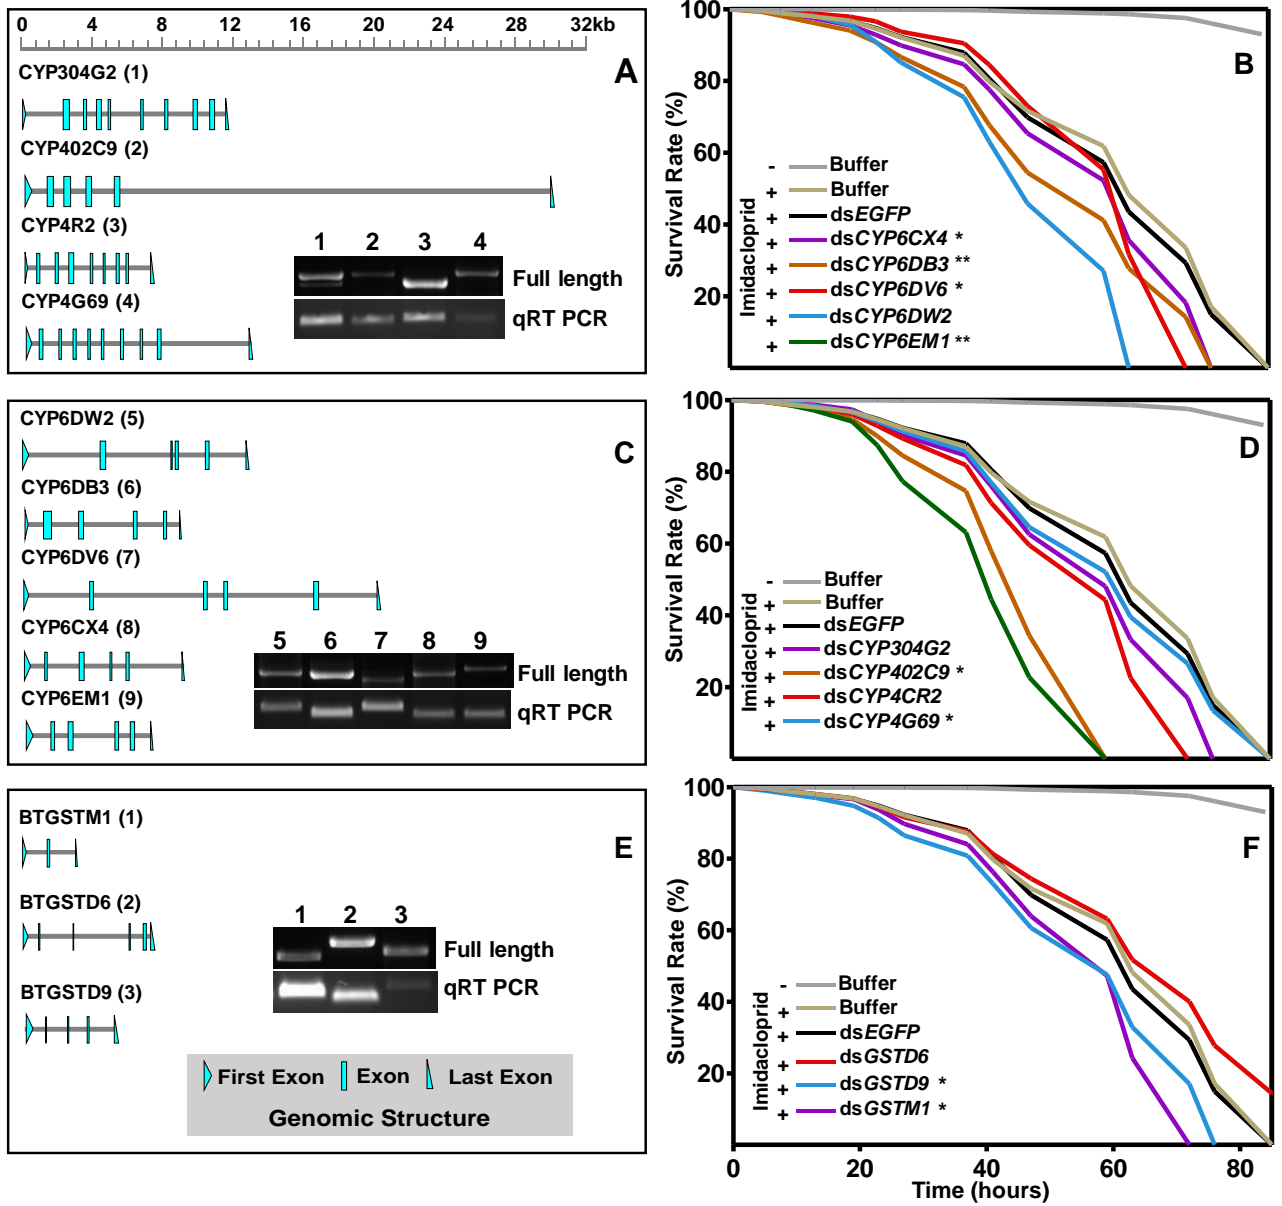 0 4 8 12 16 20 24 28 32kb
A
CYP304G2 (1)
CYP402C9 (2)
CYP4R2 (3)
CYP4G69 (4)
1 2 3 4
Full length
qRT PCR
B
Survival Rate (%)
100
80
60
40
20
Imidacloprid
- Buffer
+ Buffer
+ dsEGFP
+ dsCYP6CX4 *
+ dsCYP6DB3 **
+ dsCYP6DV6 *
+ dsCYP6DW2
+ dsCYP6EM1 **
C
CYP6DW2 (5)
CYP6DB3 (6)
CYP6DV6 (7)
CYP6CX4 (8)
CYP6EM1 (9)
5 6 7 8 9
Full length
qRT PCR
D
Survival Rate (%)
100
80
60
40
20
Imidacloprid
- Buffer
+ Buffer
+ dsEGFP
+ dsCYP304G2
+ dsCYP402C9 *
+ dsCYP4CR2
+ dsCYP4G69 *
E
BTGSTM1 (1)
BTGSTD6 (2)
BTGSTD9 (3)
1 2 3
Full length
qRT PCR
First Exon Exon Last Exon
Genomic Structure
F
Survival Rate (%)
100
80
60
40
20
Imidacloprid
- Buffer
+ Buffer
+ dsEGFP
+ dsGSTD6
+ dsGSTD9 *
+ dsGSTM1 *
0 20 40 60 80
Time (hours)